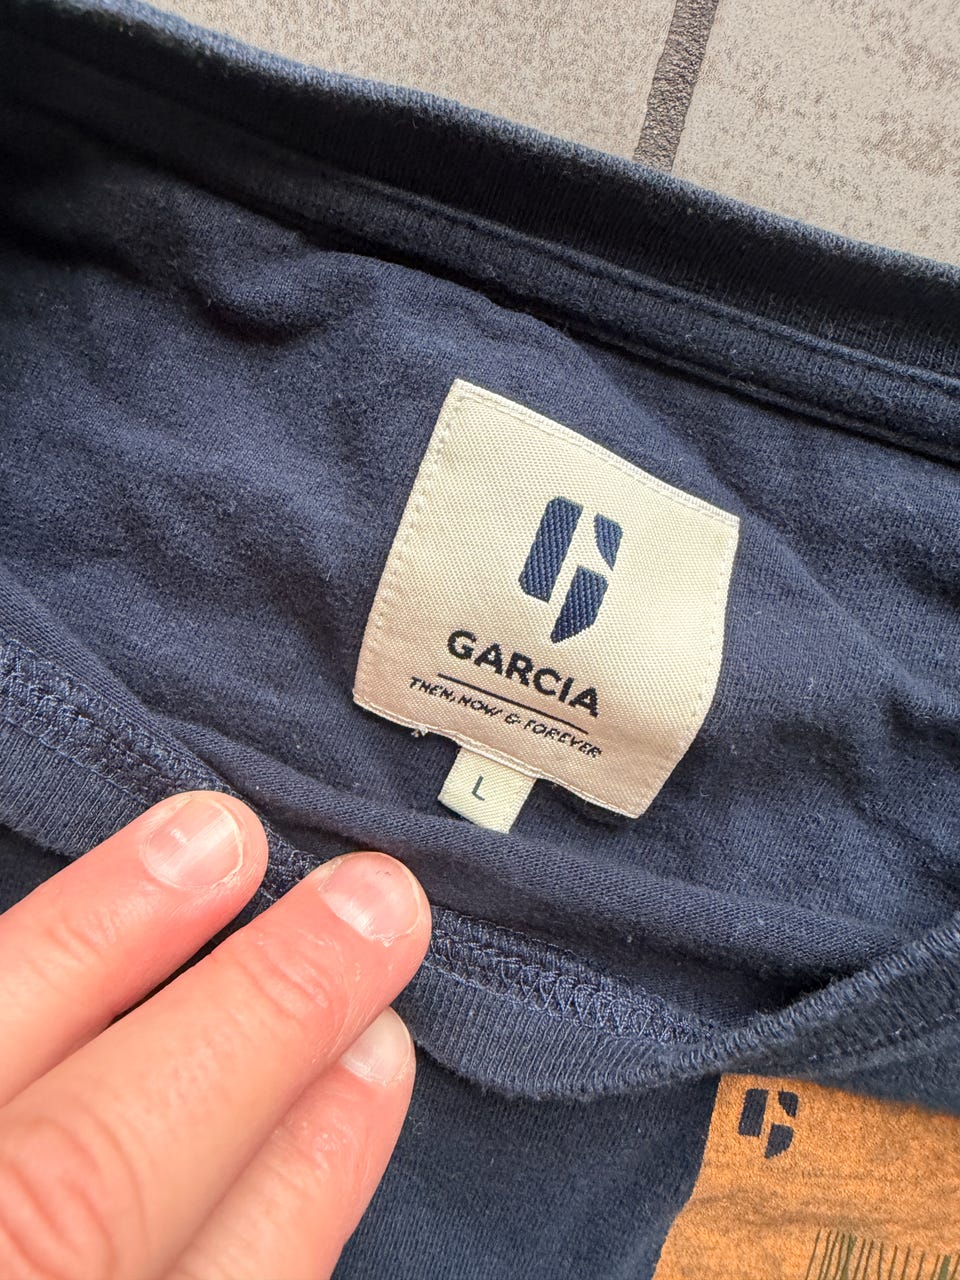 GARCIA
THEN, NOW & FOREVER
L